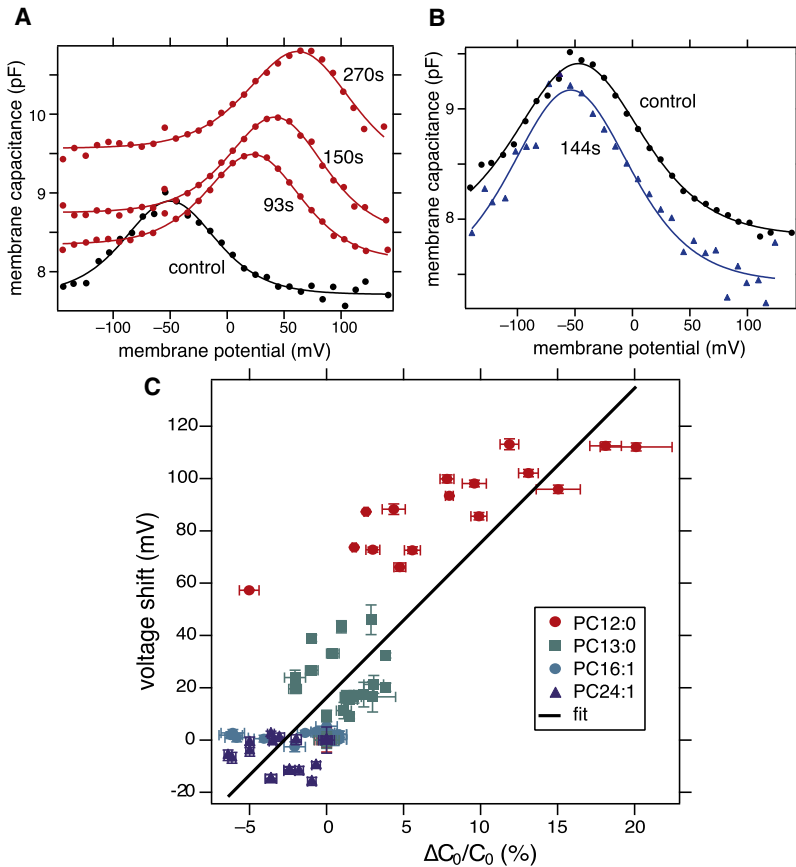 A
membrane capacitance (pF)
10
9
8
270s
150s
93s
control
−100
−50
0
50
100
membrane potential (mV)
B
membrane capacitance (pF)
9
8
control
144s
−100
−50
0
50
100
membrane potential (mV)
C
voltage shift (mV)
120
100
80
60
40
20
0
-20
PC12:0
PC13:0
PC16:1
PC24:1
fit
−5
0
5
10
15
20
ΔC₀/C₀ (%)